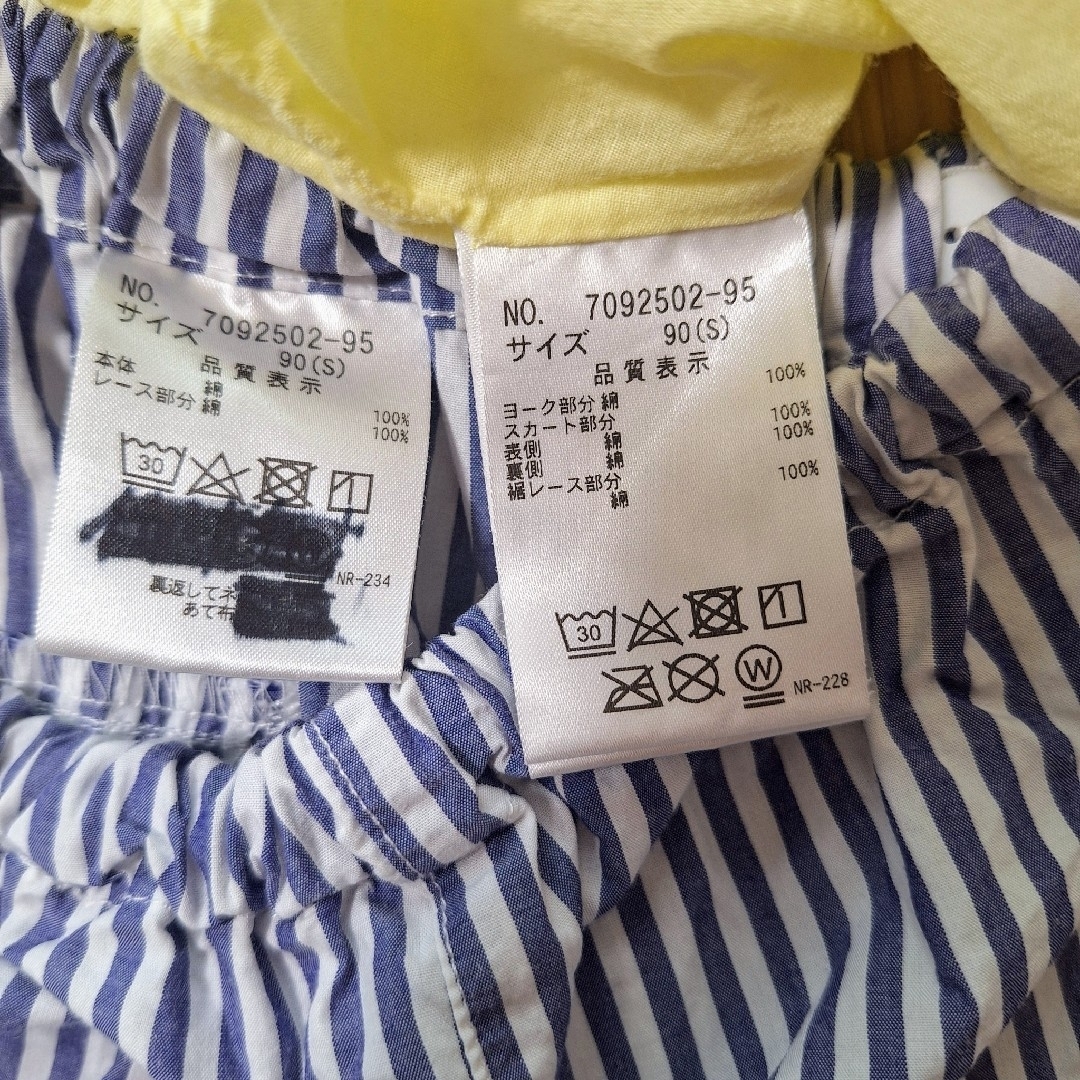 NO. 7092502-95
サイズ 90(S)
品質表示
本体 綿 100%
レース部分 綿 100%
30
NR-234
裏返してネ
あて布
NO. 7092502-95
サイズ 90(S)
品質表示
ヨーク部分 綿 100%
スカート部分
表側 綿 100%
裏側 綿 100%
裾レース部分
綿 100%
30
W NR-228